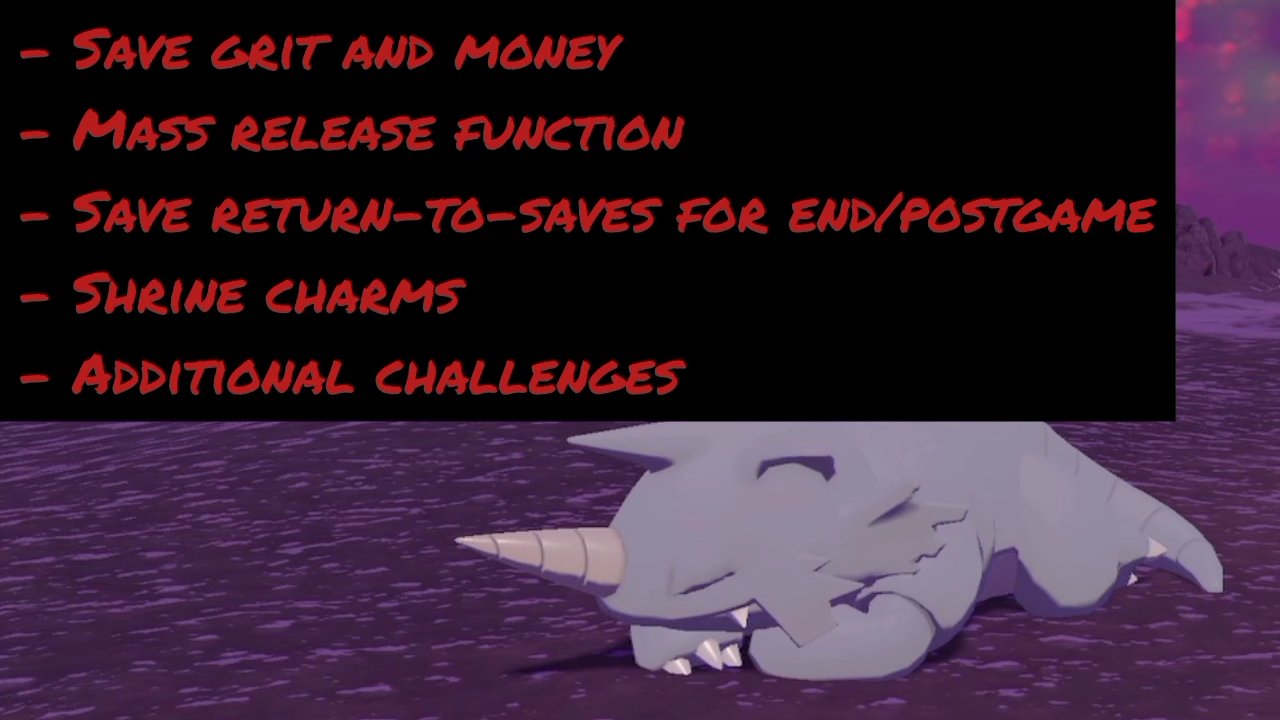 - Save grit and money
- Mass release function
- Save return-to-saves for end/postgame
- Shrine charms
- Additional challenges